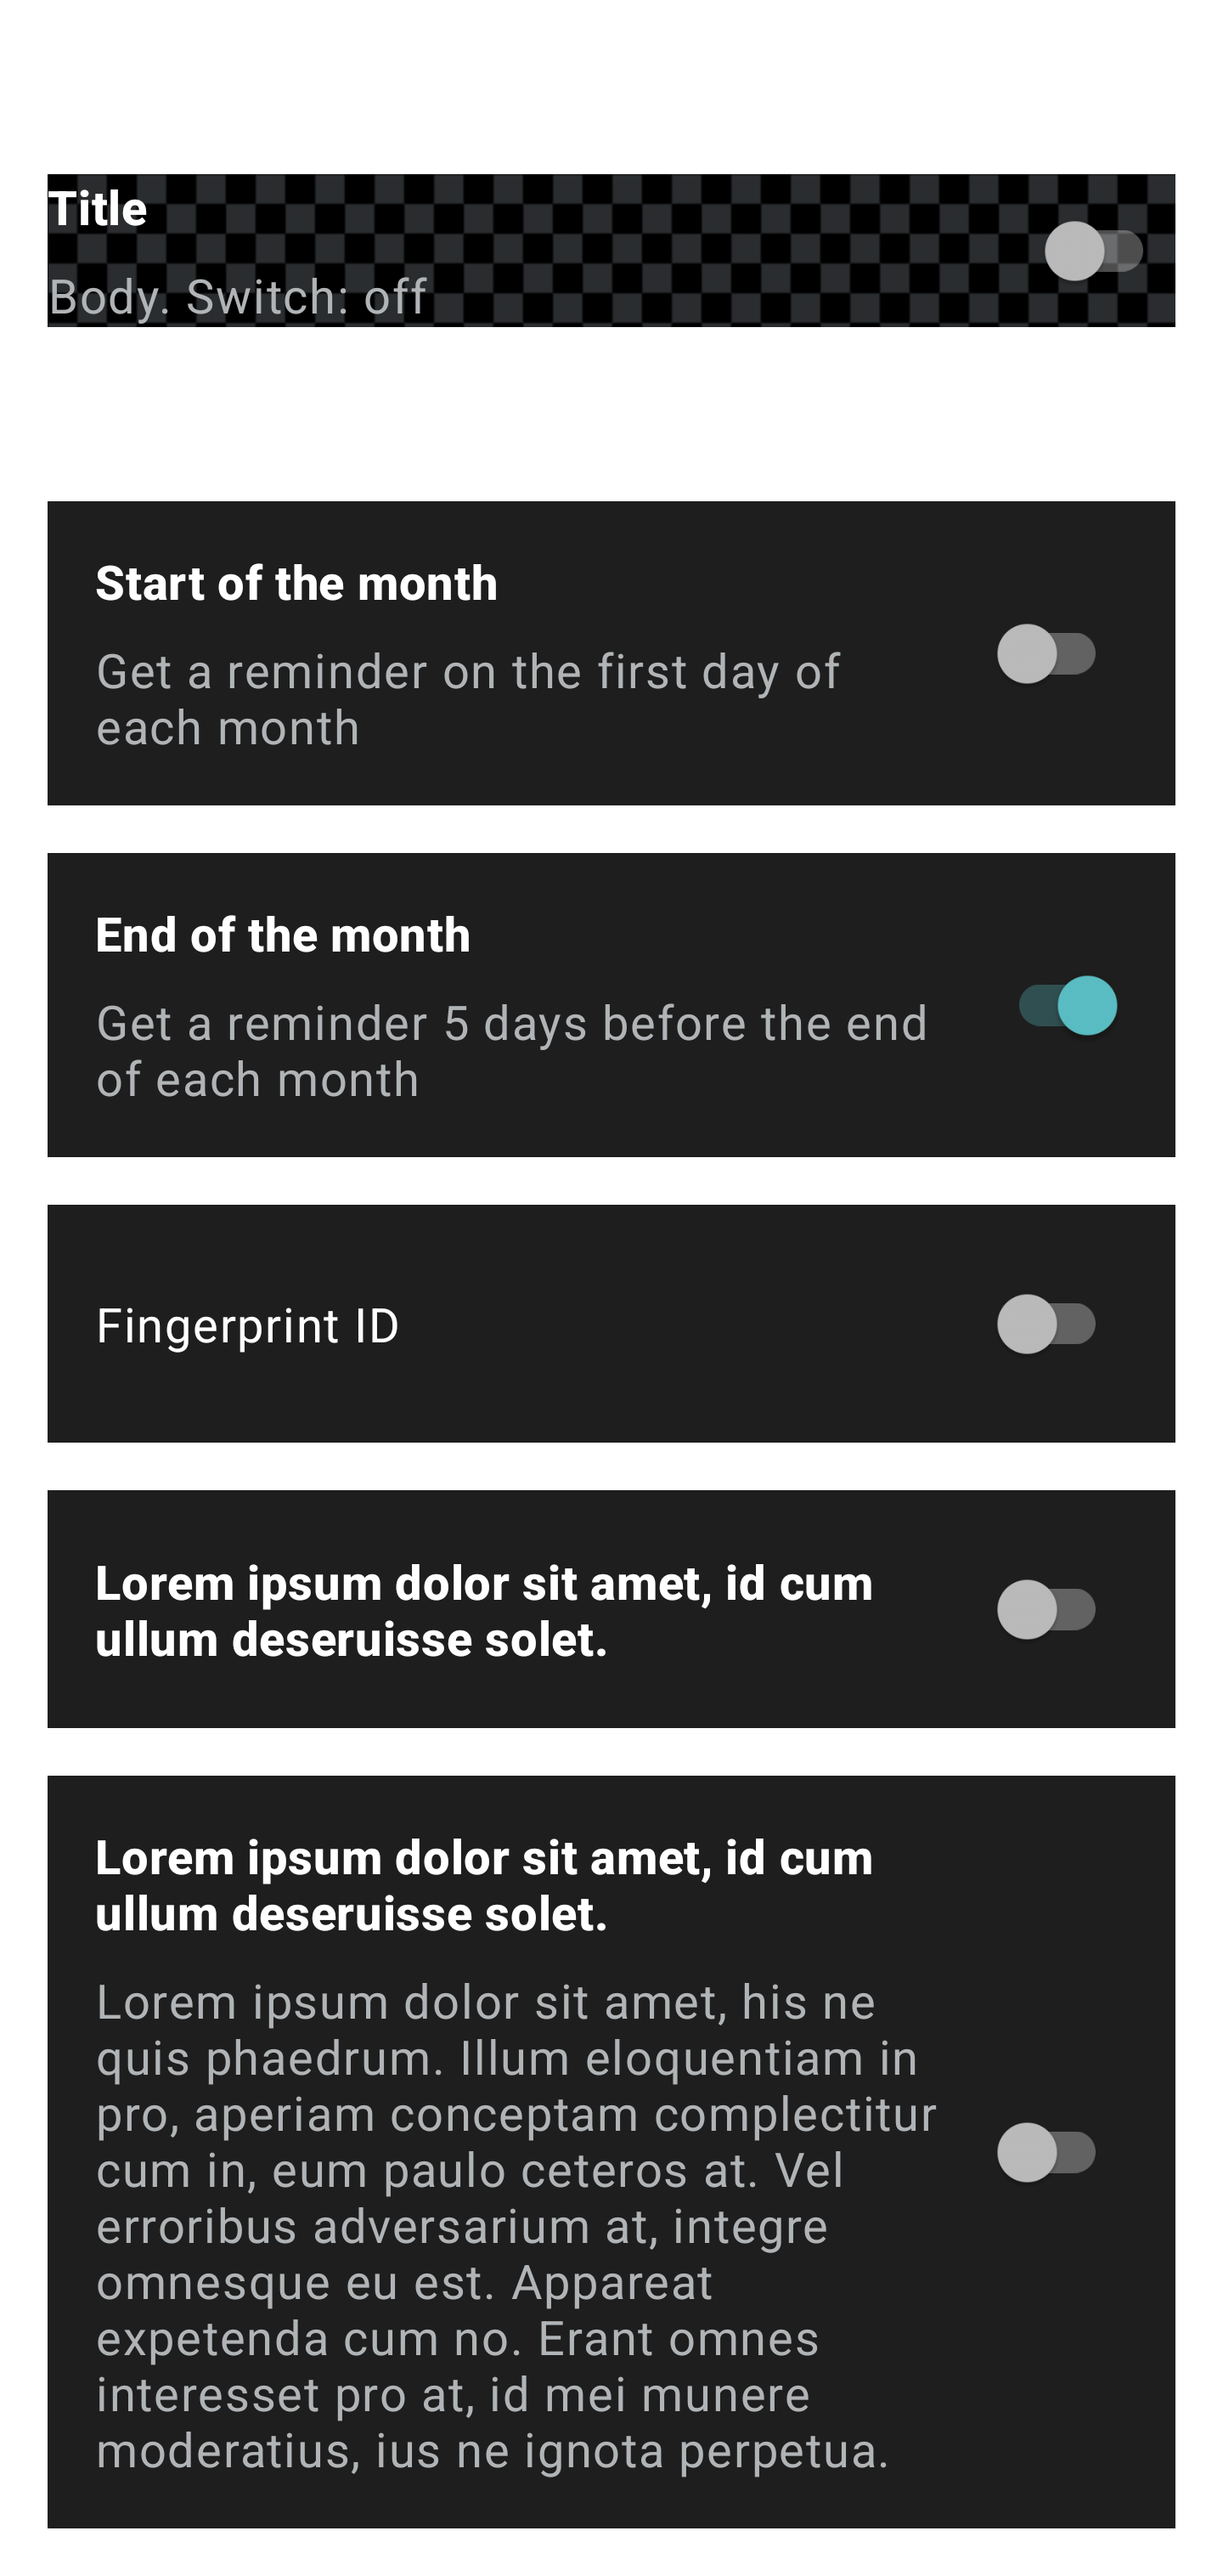 Title
Body. Switch: off
Start of the month
Get a reminder on the first day of
each month
End of the month
Get a reminder 5 days before the end
of each month
Fingerprint ID
Lorem ipsum dolor sit amet, id cum
ullum deseruisse solet.
Lorem ipsum dolor sit amet, id cum
ullum deseruisse solet.
Lorem ipsum dolor sit amet, his ne
quis phaedrum. Illum eloquentiam in
pro, aperiam conceptam complectitur
cum in, eum paulo ceteros at. Vel
erroribus adversarium at, integre
omnesque eu est. Appareat
expetenda cum no. Erant omnes
interesset pro at, id mei munere
moderatius, ius ne ignota perpetua.